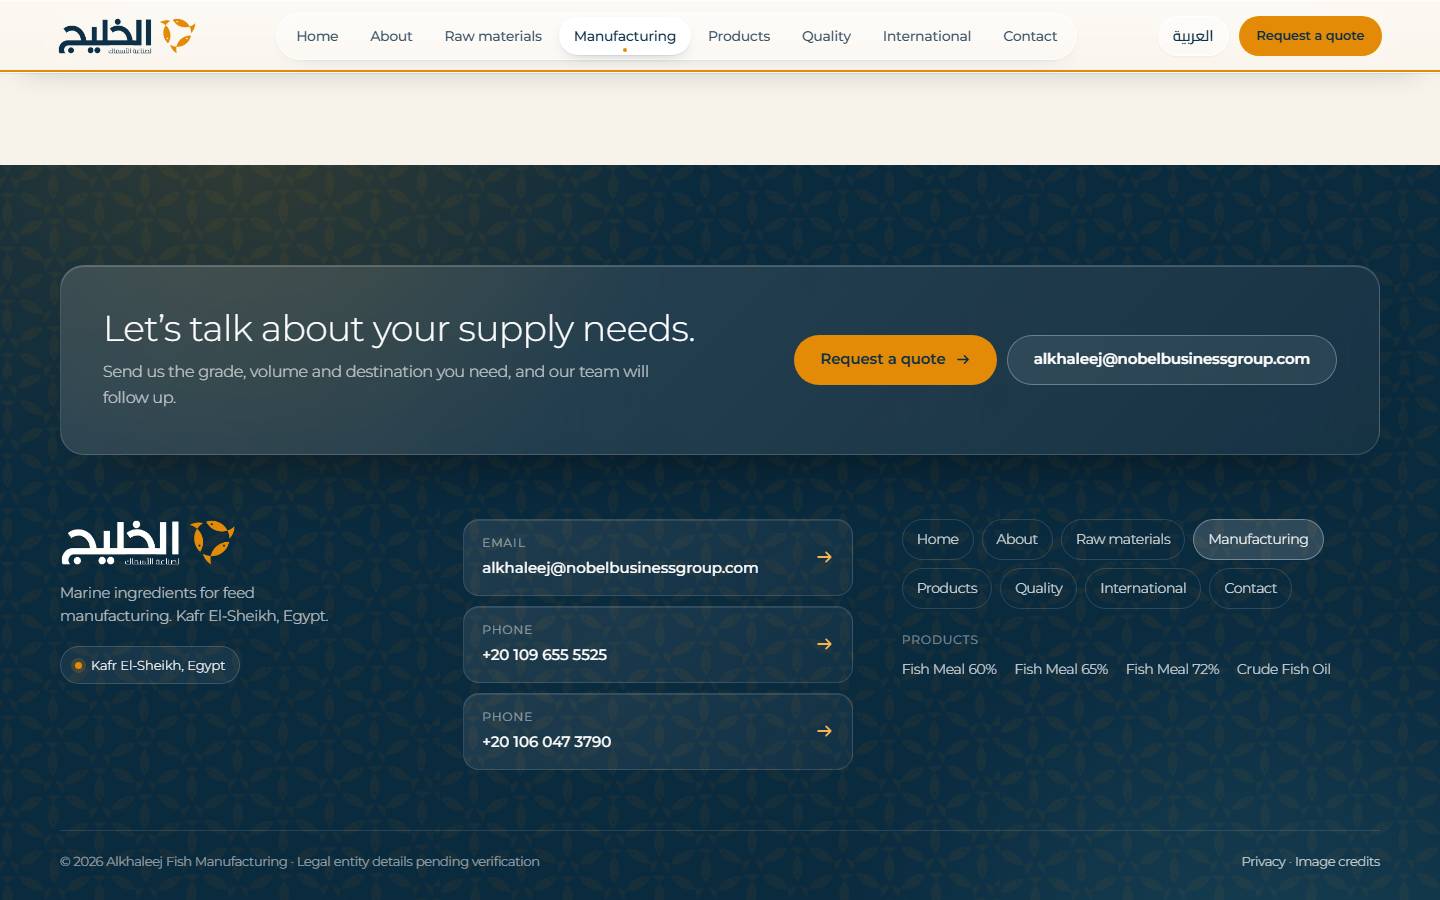 الخليج
لصناعة الأسماك
Home
About
Raw materials
Manufacturing
Products
Quality
International
Contact
العربية
Request a quote
Let’s talk about your supply needs.
Send us the grade, volume and destination you need, and our team will
follow up.
Request a quote →
alkhaleej@nobelbusinessgroup.com
الخليج
لصناعة الأسماك
Marine ingredients for feed
manufacturing. Kafr El-Sheikh, Egypt.
Kafr El-Sheikh, Egypt
EMAIL
alkhaleej@nobelbusinessgroup.com
PHONE
+20 109 655 5525
PHONE
+20 106 047 3790
Home
About
Raw materials
Manufacturing
Products
Quality
International
Contact
PRODUCTS
Fish Meal 60%
Fish Meal 65%
Fish Meal 72%
Crude Fish Oil
© 2026 Alkhaleej Fish Manufacturing · Legal entity details pending verification
Privacy · Image credits